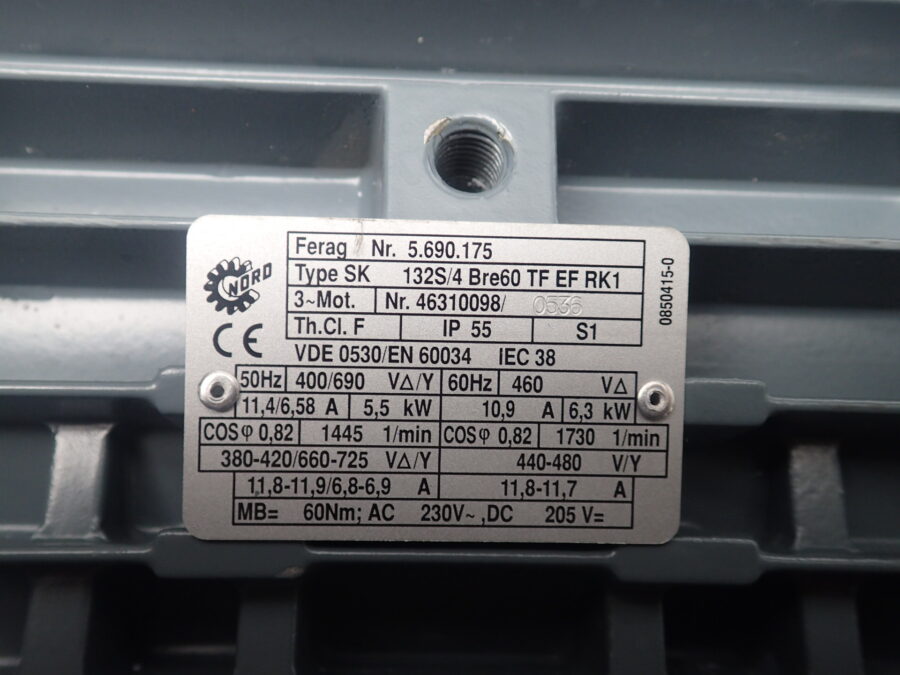 Ferag Nr. 5.690.175
Type SK 132S/4 Bre60 TF EF RK1
3~Mot. Nr. 46310098/ 0536
Th.Cl. F IP 55 S1
NORD
CE
0850415-0
VDE 0530/EN 60034 IEC 38
50Hz 400/690 V△/Y 60Hz 460 V△
11,4/6,58 A 5,5 kW 10,9 A 6,3 kW
COSφ 0,82 1445 1/min COSφ 0,82 1730 1/min
380-420/660-725 V△/Y 440-480 V/Y
11,8-11,9/6,8-6,9 A 11,8-11,7 A
MB= 60Nm; AC 230V~ ,DC 205 V=